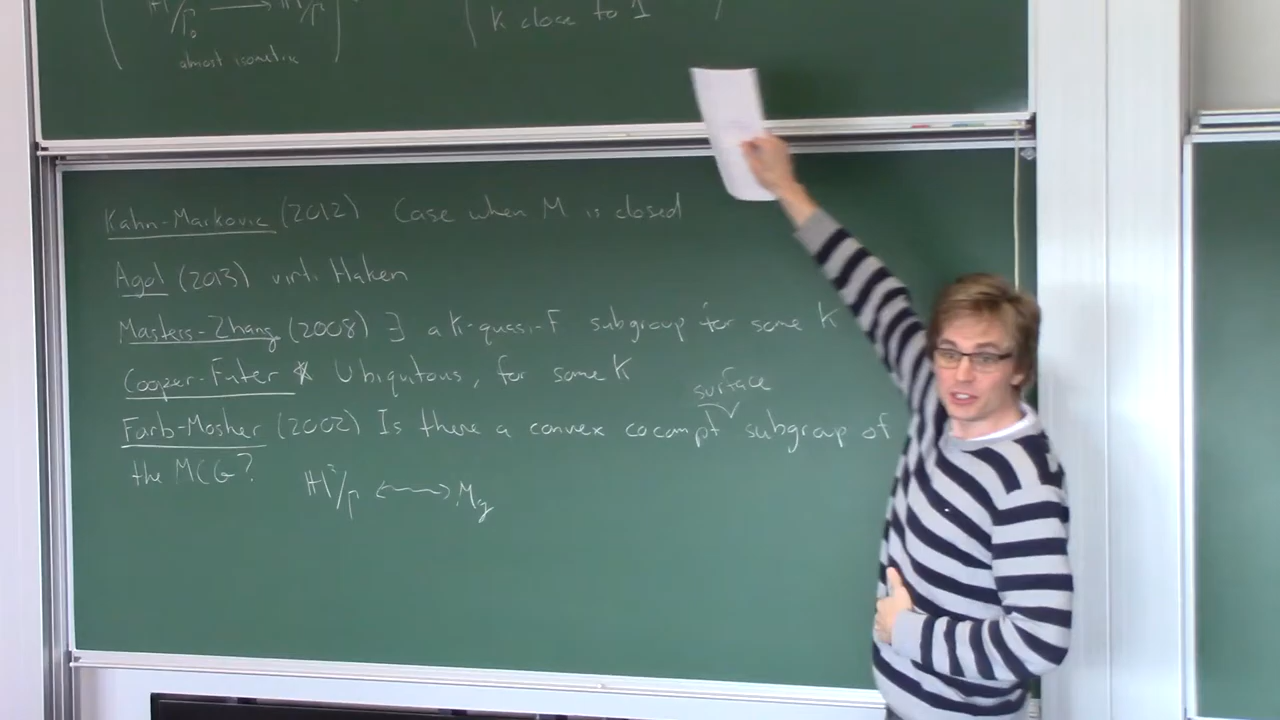 almost isometric
K close to 1
Kahn-Markovic (2012) Case when M is closed
Agol (2013) virt. Haken
Masters-Zhang (2008) ∃ a K-quasi-F subgroup for some K
Cooper-Futer * Ubiquitous, for some K
surface
Farb-Mosher (2002) Is there a convex cocompt subgroup of
the MCG? ℍ²/Γ ⟷ Mg